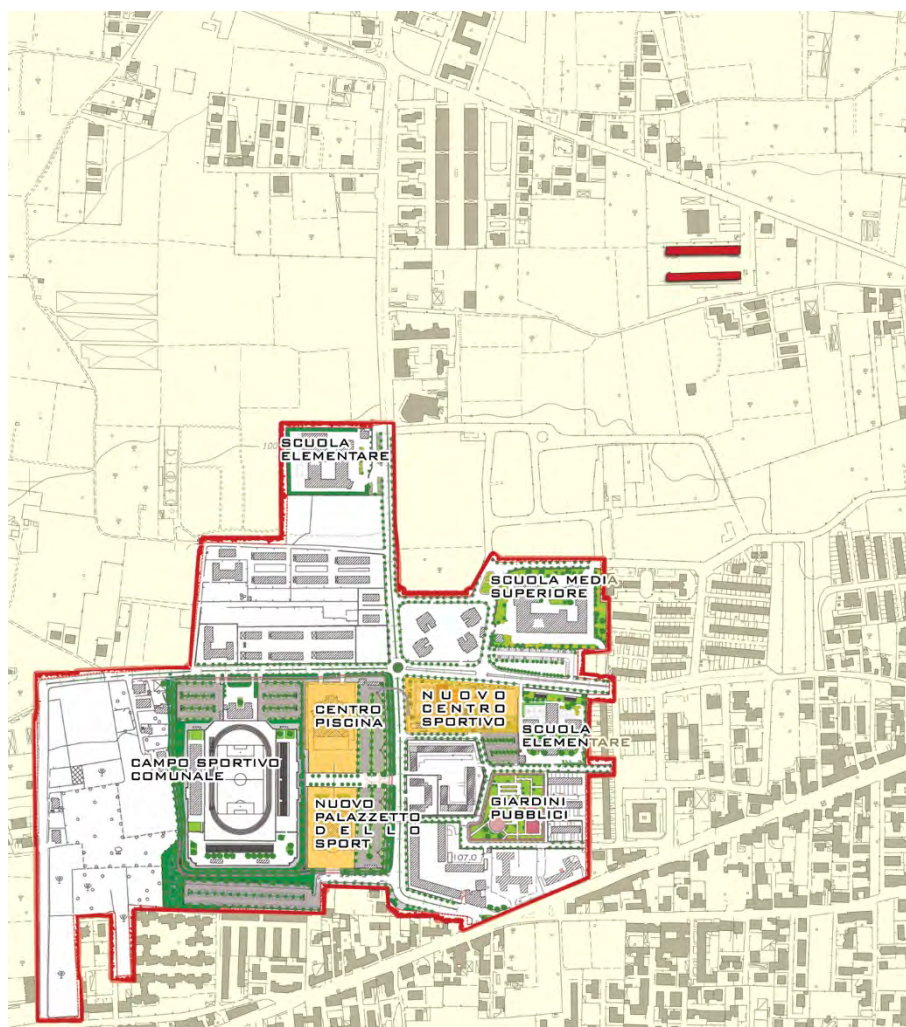 100
SCUOLA
ELEMENTARE
SCUOLA MEDIA
SUPERIORE
CENTRO
PISCINA
NUOVO
CENTRO
SPORTIVO
SCUOLA
ELEMENTARE
CAMPO SPORTIVO
COMUNALE
NUOVO
PALAZZETTO
DELLO
SPORT
GIARDINI
PUBBLICI
107.0